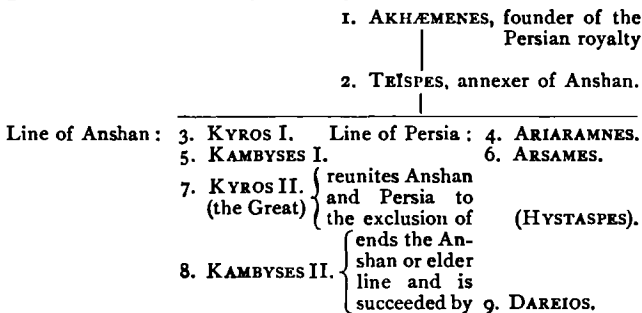 1. AKHÆMENES, founder of the
Persian royalty
2. TEÏSPES, annexer of Anshan.
Line of Anshan: 3. KYROS I. Line of Persia: 4. ARIARAMNES.
5. KAMBYSES I. 6. ARSAMES.
7. KYROS II. (the Great) { reunites Anshan
and Persia to
the exclusion of (HYSTASPES).
8. KAMBYSES II. { ends the An-
shan or elder
line and is
succeeded by 9. DAREIOS.